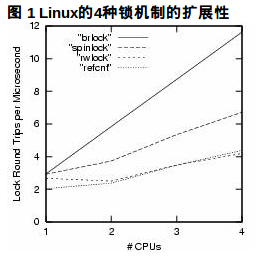 图 1 Linux的4种锁机制的扩展性
12
10
8
6
4
2
0
"brlock"
"spinlock"
"rwlock"
"refcnt"
Lock Round Trips per Microsecond
1
2
3
4
# CPUs